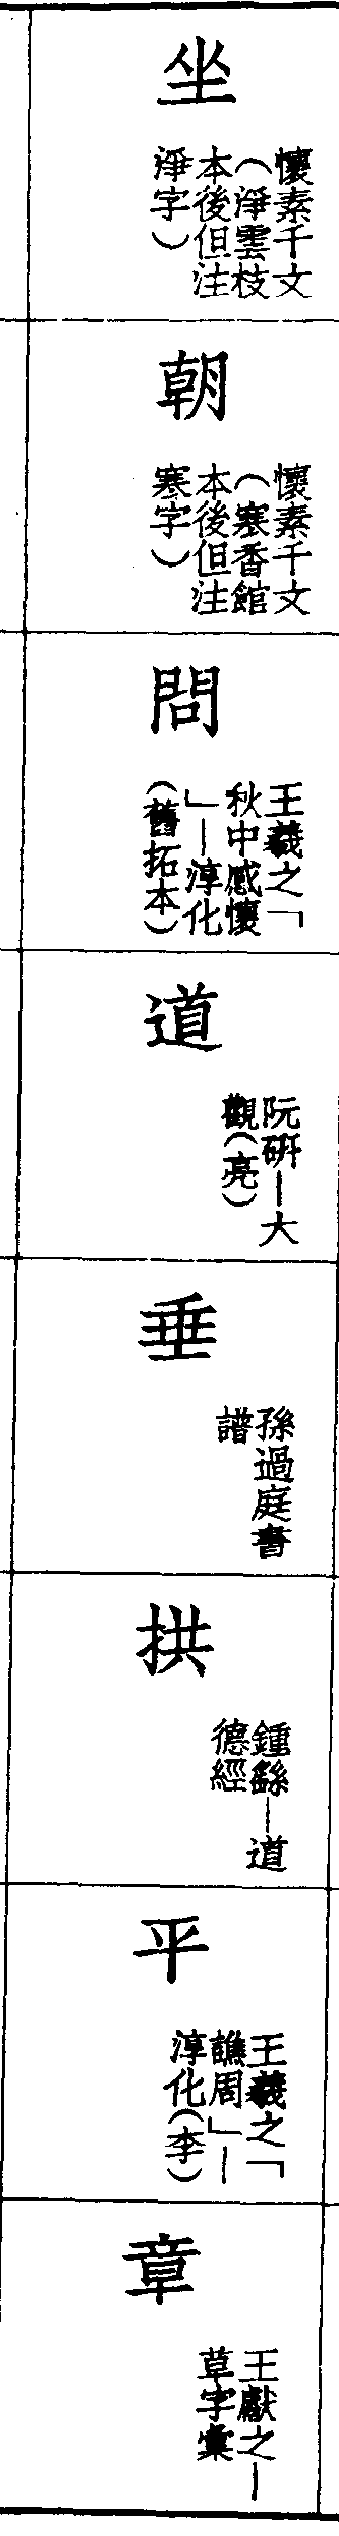 坐
懷素千文
（淨雲枝
本後但注
淨字）
朝
懷素千文
（寒香館
本後但注
寒字）
問
王羲之「
秋中感懷
」—淳化
（舊拓本）
道
阮研—大
觀（亮）
垂
孫過庭書
譜
拱
鍾繇—道
德經
平
王羲之「
譙周」—
淳化（李）
章
王獻之—
草字彙